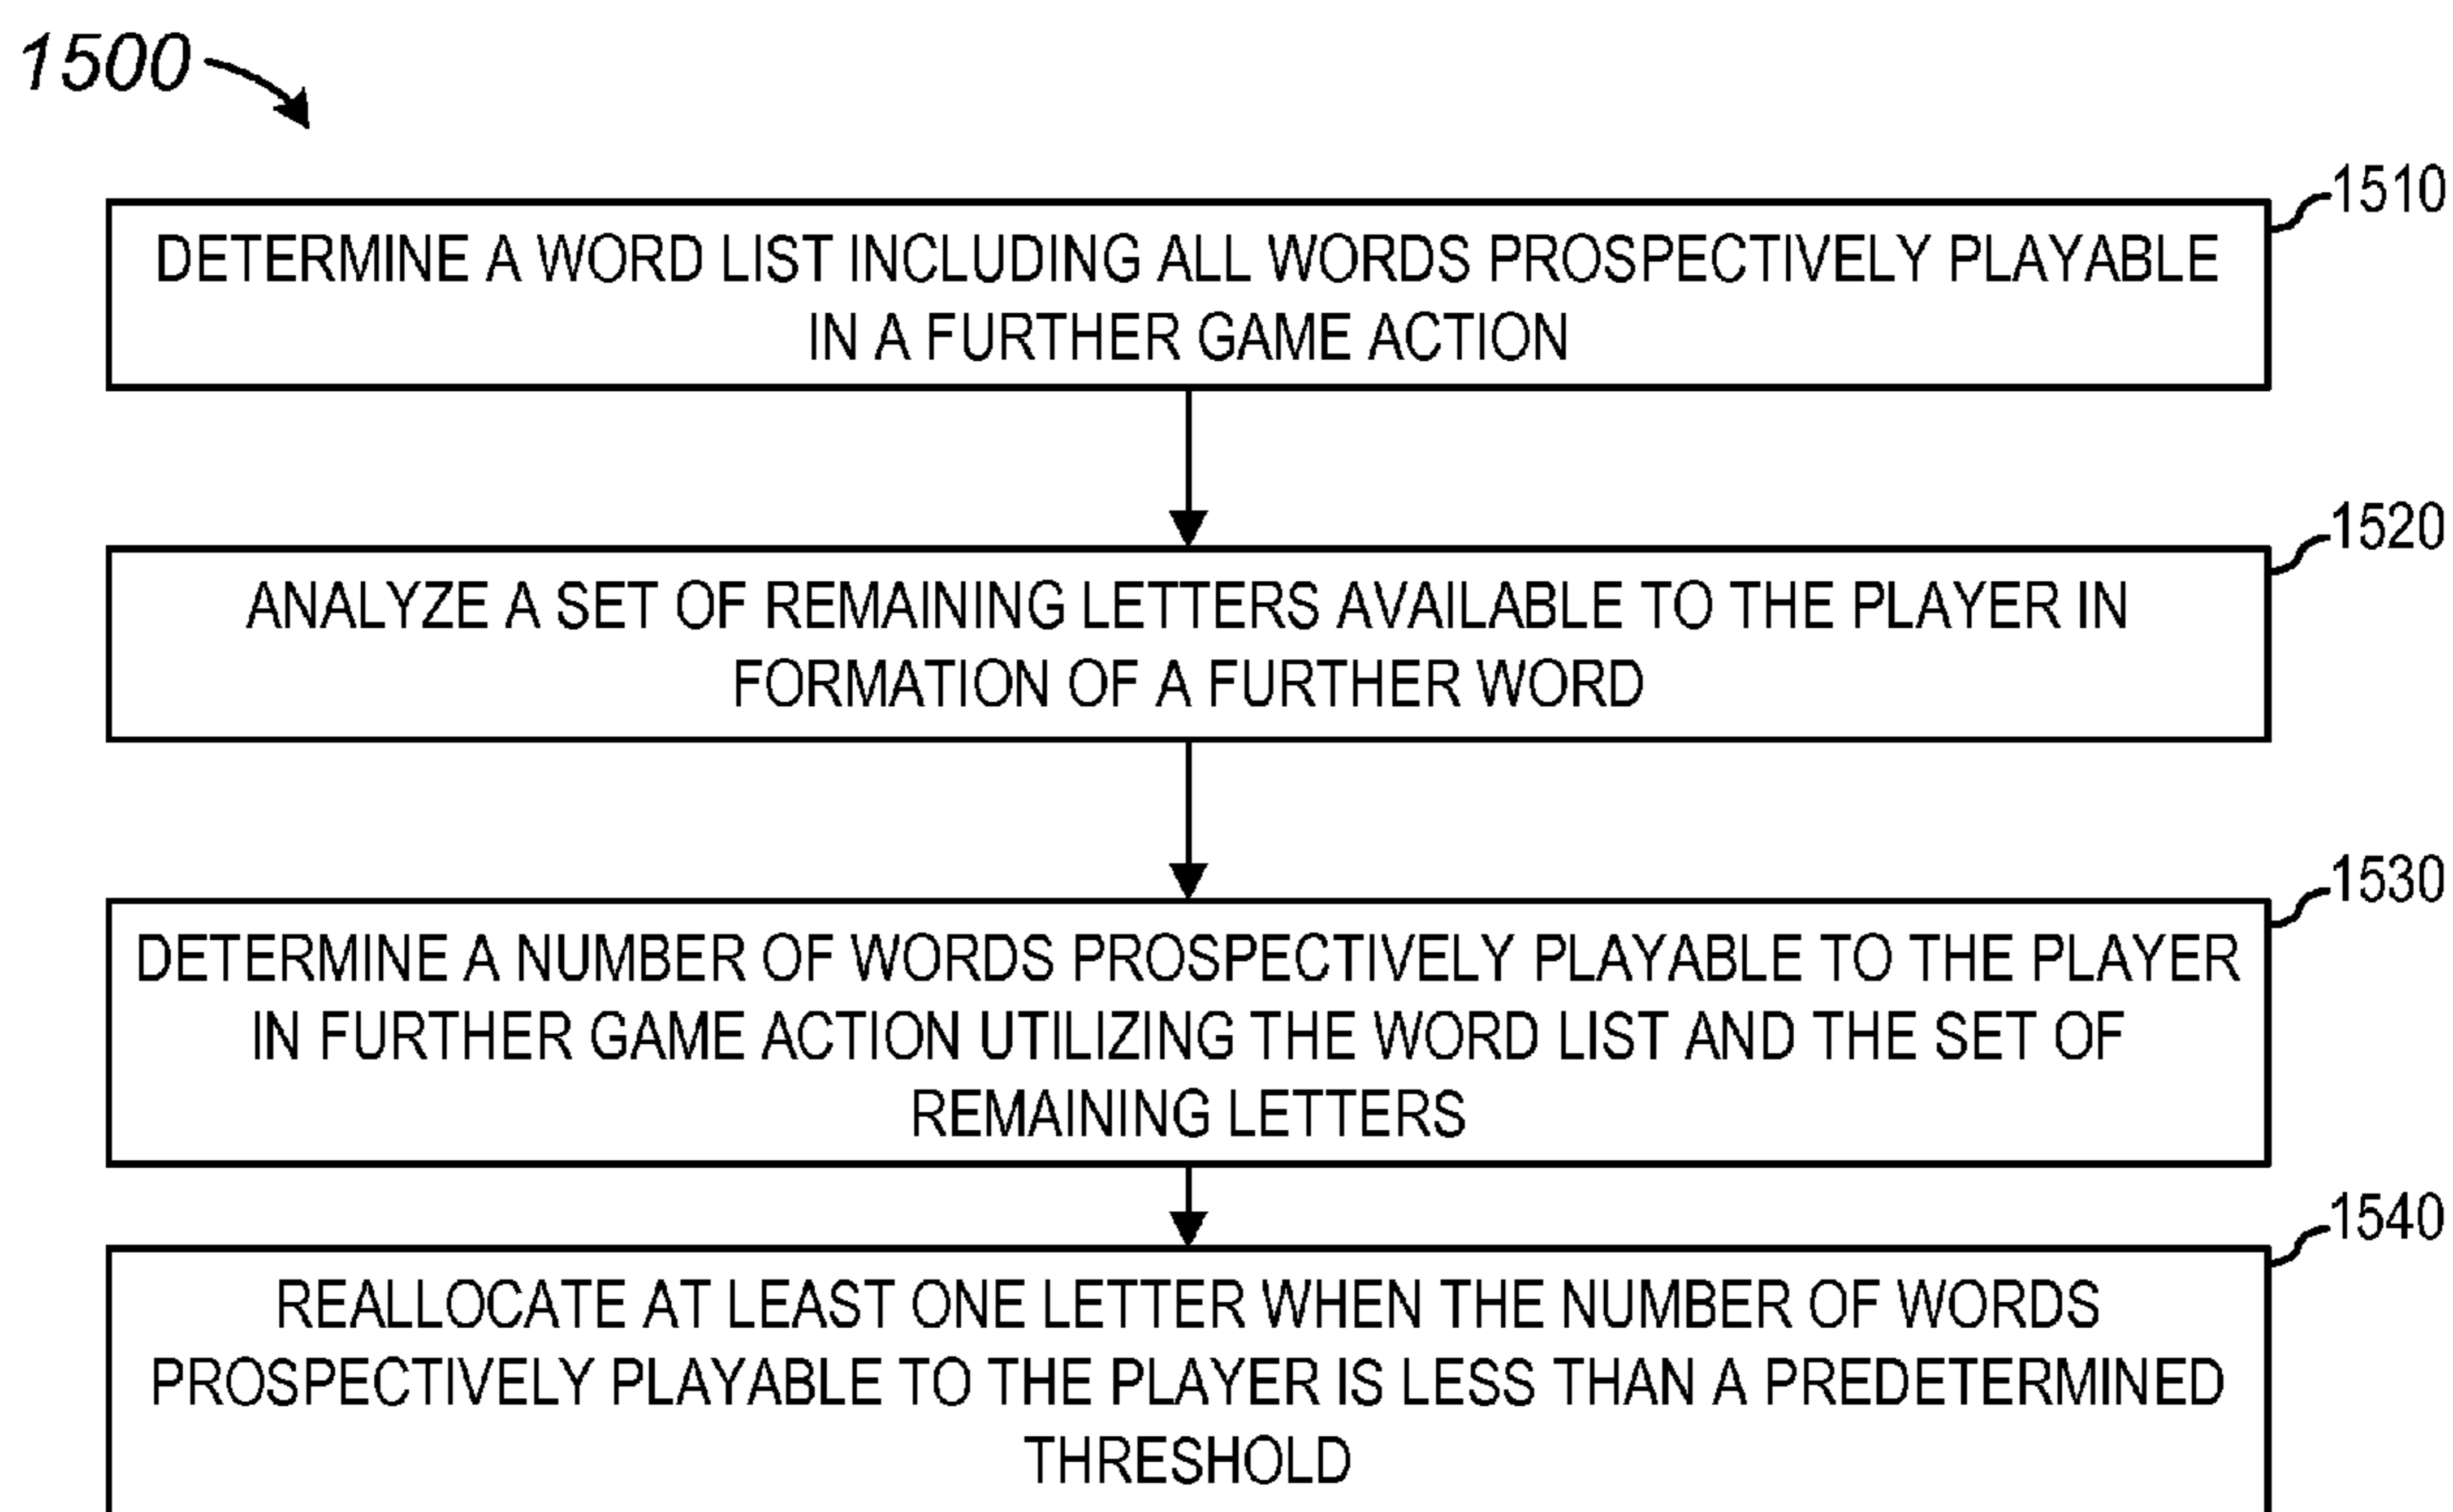 1500
1510
DETERMINE A WORD LIST INCLUDING ALL WORDS PROSPECTIVELY PLAYABLE
IN A FURTHER GAME ACTION
1520
ANALYZE A SET OF REMAINING LETTERS AVAILABLE TO THE PLAYER IN
FORMATION OF A FURTHER WORD
1530
DETERMINE A NUMBER OF WORDS PROSPECTIVELY PLAYABLE TO THE PLAYER
IN FURTHER GAME ACTION UTILIZING THE WORD LIST AND THE SET OF
REMAINING LETTERS
1540
REALLOCATE AT LEAST ONE LETTER WHEN THE NUMBER OF WORDS
PROSPECTIVELY PLAYABLE TO THE PLAYER IS LESS THAN A PREDETERMINED
THRESHOLD